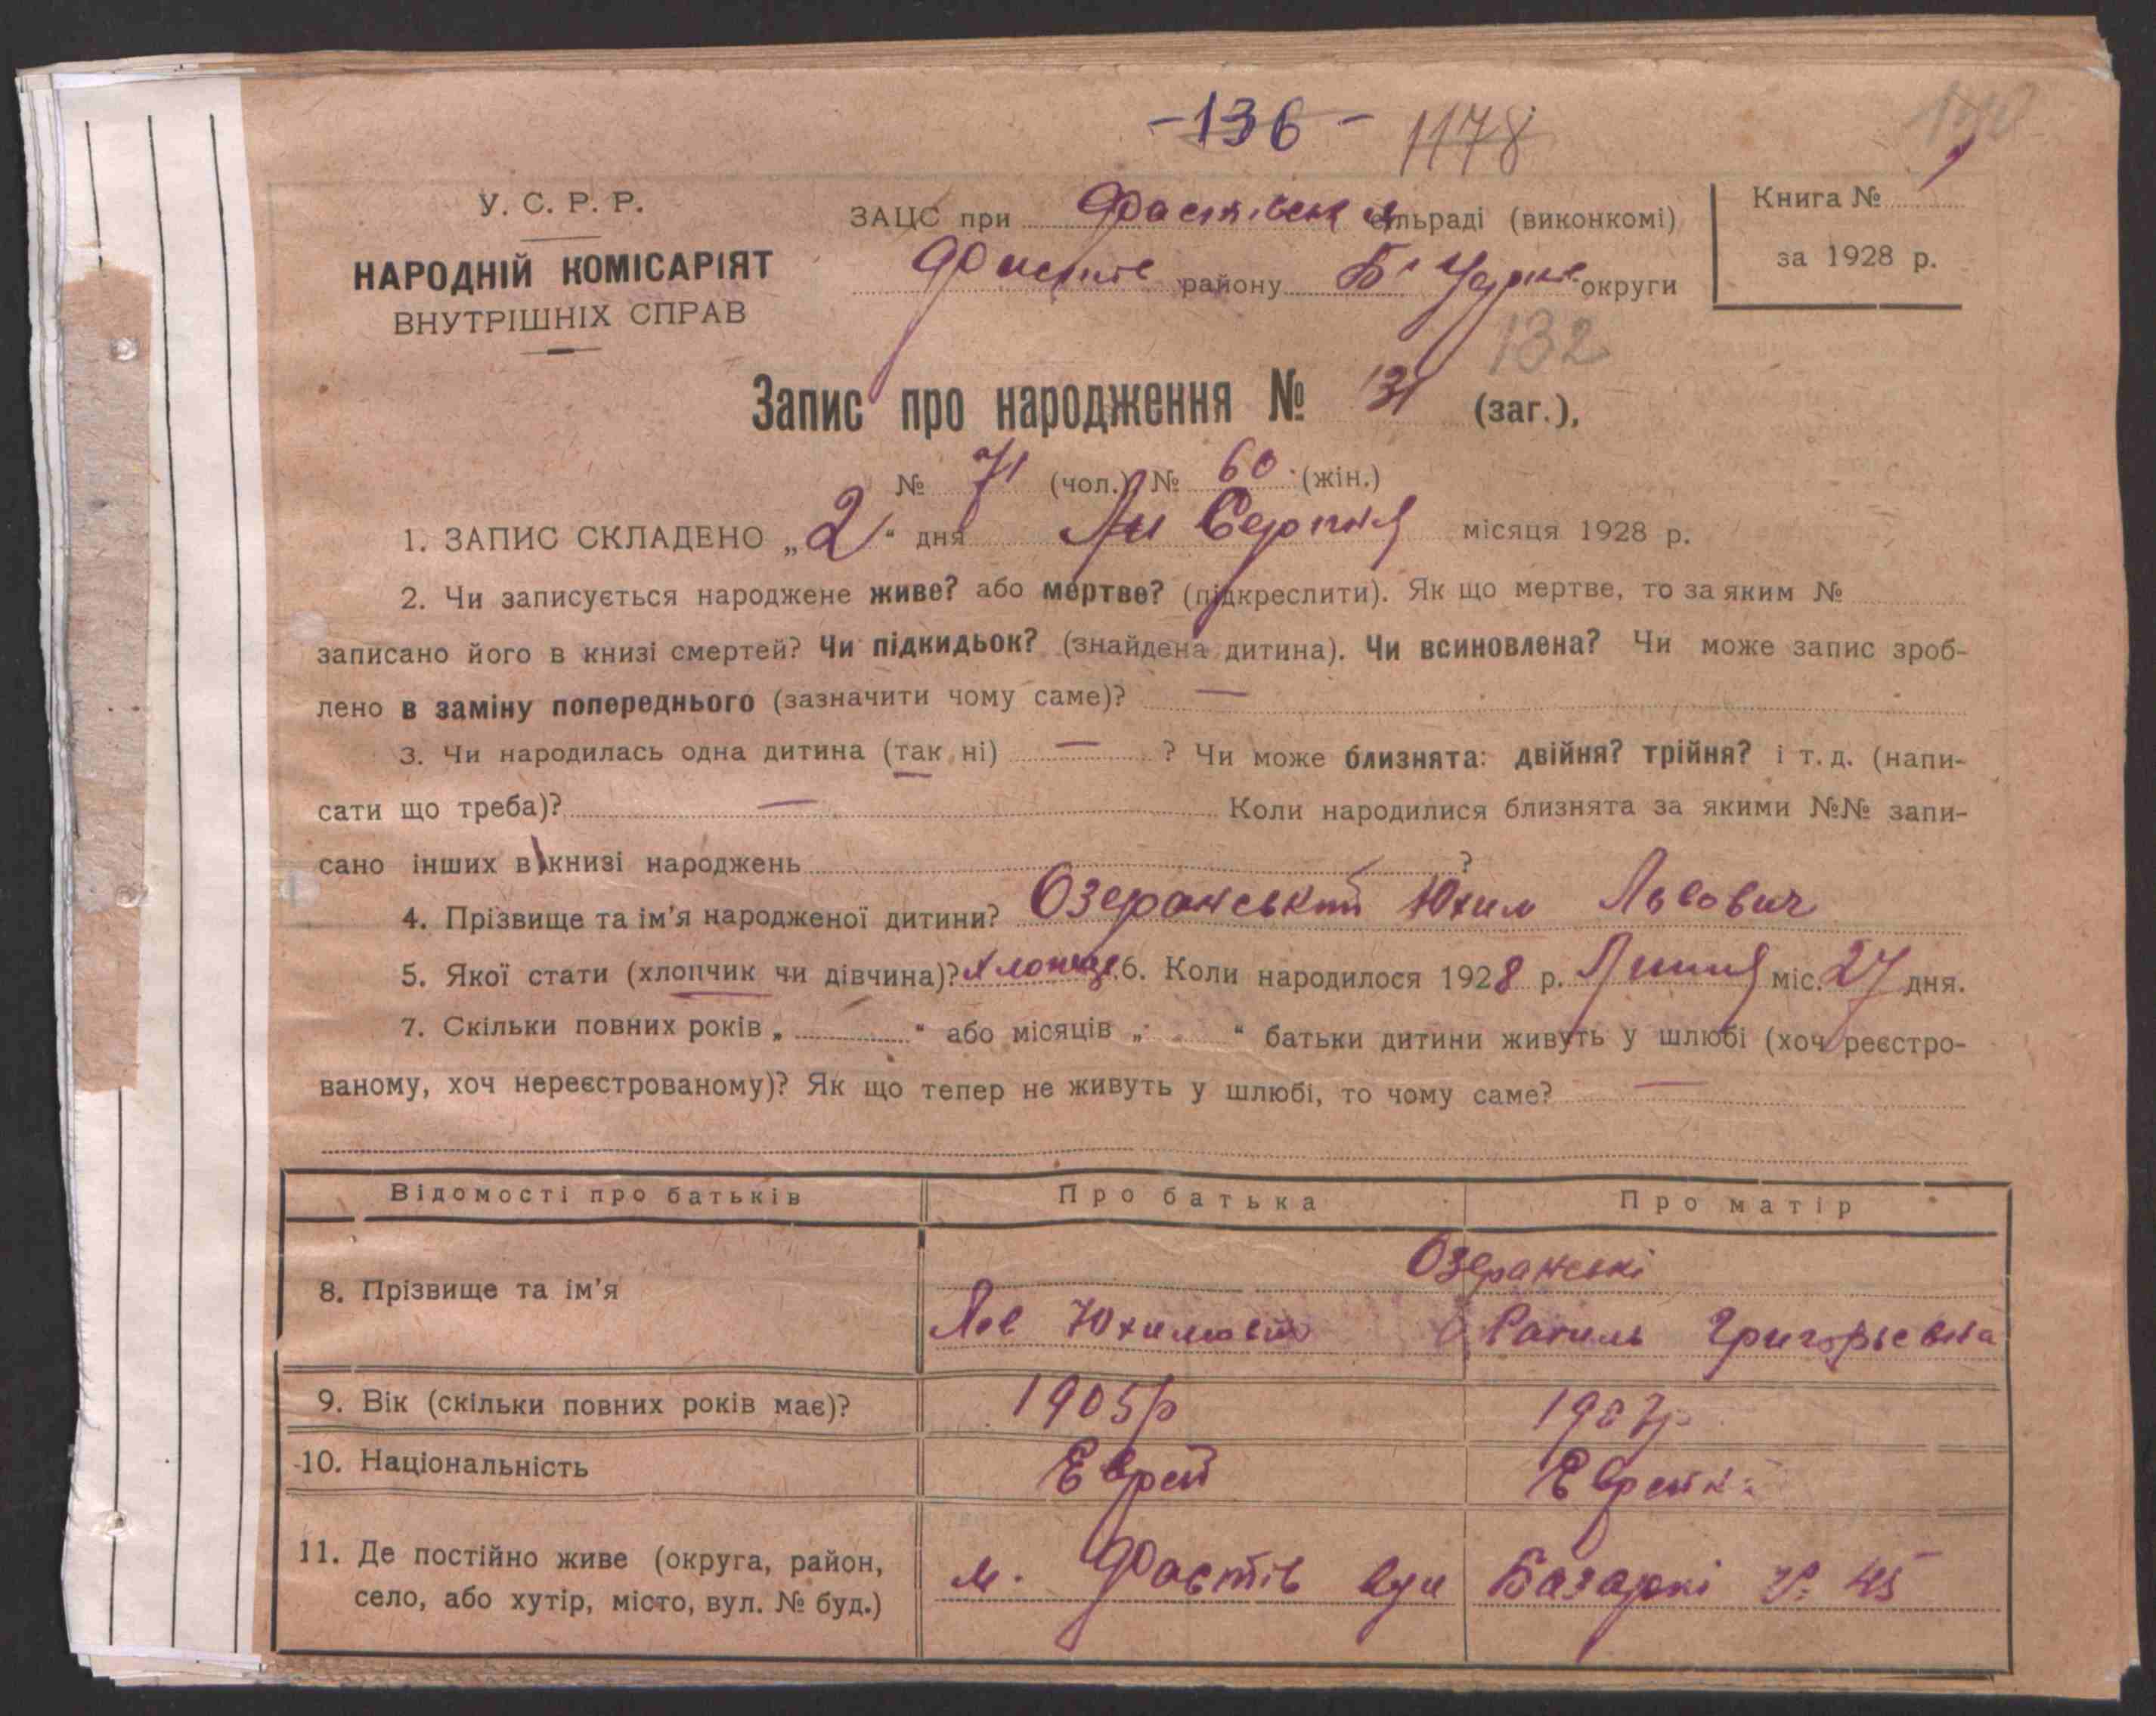 -136- 1178
У. С. Р. Р.
НАРОДНІЙ КОМІСАРІЯТ
ВНУТРІШНІХ СПРАВ
ЗАЦС при Фастівськ сільраді (виконкомі)
району Б округи
Книга № 1
за 1928 р.
132
Запис про народження № 131 (заг.),
№ 71 (чол.) № 60 (жін.)
1. ЗАПИС СКЛАДЕНО „2“ дня Серпня місяця 1928 р.
2. Чи записується народжене живе? або мертве? (підкреслити). Як що мертве, то за яким №
записано його в книзі смертей? Чи підкидьок? (знайдена дитина). Чи всиновлена? Чи може запис зроб-
лено в заміну попереднього (зазначити чому саме)? —
3. Чи народилась одна дитина (так, ні) — ? Чи може близнята: двійня? трійня? і т. д. (напи-
сати що треба)? — Коли народилися близнята за якими №№ запи-
сано інших в книзі народжень ?
4. Прізвище та ім’я народженої дитини? Озеранський Юхим Львович
5. Якої стати (хлопчик чи дівчина)? 6. Коли народилося 1928 р. Липня міс. 27 дня.
7. Скільки повних років „ “ або місяців „ “ батьки дитини живуть у шлюбі (хоч реєстро-
ваному, хоч нереєстрованому)? Як що тепер не живуть у шлюбі, то чому саме? —
Відомості про батьків Про батька Про матір
8. Прізвище та ім’я Озеранські
Лев Юхимович Рахиль Григорьевна
9. Вік (скільки повних років має)? 1905р 1907р
10. Національність Еврей Еврейка
11. Де постійно живе (округа, район,
село, або хутір, місто, вул. № буд.) м. Фастів вул Базарні № 45